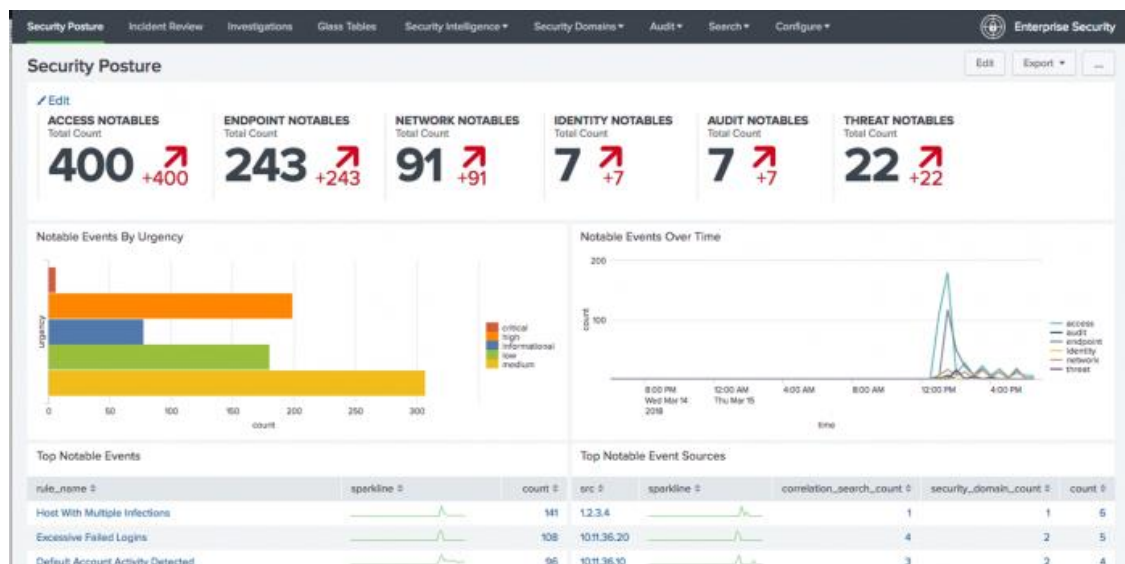 Security Posture Incident Review Investigations Glass Tables Security Intelligence Security Domains Audit Search Configure Enterprise Security
Security Posture Edit Export ...
Edit
ACCESS NOTABLES ENDPOINT NOTABLES NETWORK NOTABLES IDENTITY NOTABLES AUDIT NOTABLES THREAT NOTABLES
Total Count Total Count Total Count Total Count Total Count Total Count
400 +400 243 +243 91 +91 7 +7 7 +7 22 +22
Notable Events By Urgency
urgency
critical
high
informational
low
medium
0 50 100 150 200 250 300
count
Notable Events Over Time
200
100
count
access
audit
endpoint
identity
network
threat
8:00 PM 12:00 AM 4:00 AM 8:00 AM 12:00 PM 4:00 PM
Wed Mar 14 Thu Mar 15
2018
time
Top Notable Events
rule_name sparkline count
Host With Multiple Infections 141
Excessive Failed Logins 108
Default Account Activity Detected 96
Top Notable Event Sources
src sparkline correlation_search_count security_domain_count count
1.2.3.4 1 1 6
10.11.36.20 4 2 5
10.11.36.10 3 2 4